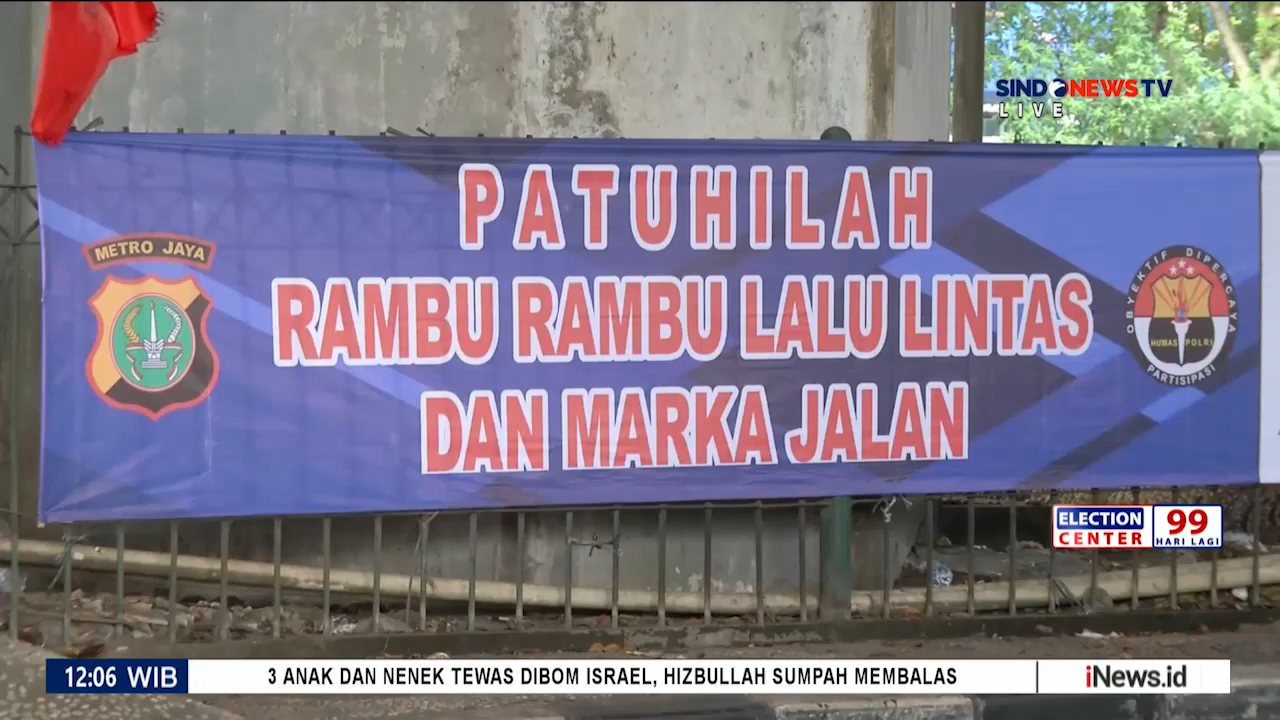 SINDONEWS TV
LIVE
PATUHILAH
RAMBU RAMBU LALU LINTAS
DAN MARKA JALAN
METRO JAYA
OBYEKTIF DIPERCAYA
HUMAS POLRI
PARTISIPASI
ELECTION CENTER
99 HARI LAGI
12:06 WIB
3 ANAK DAN NENEK TEWAS DIBOM ISRAEL, HIZBULLAH SUMPAH MEMBALAS
iNews.id